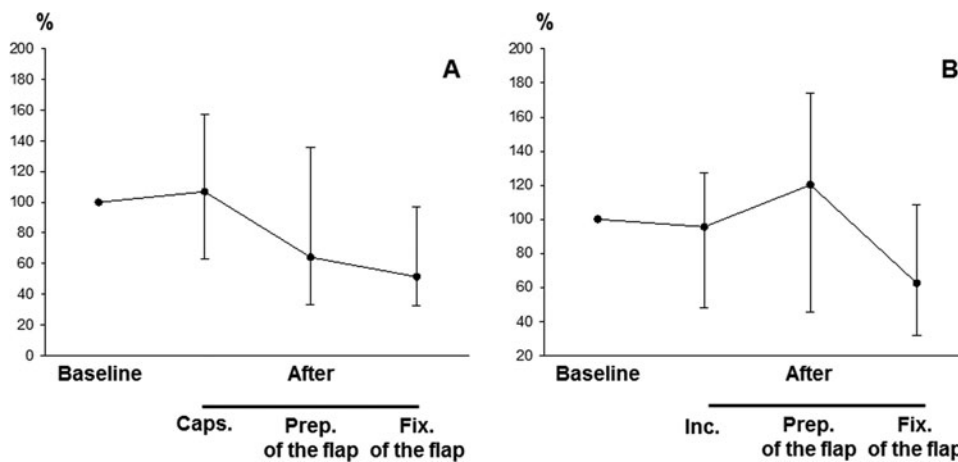 %
200
180
160
140
120
100
80
60
40
20
0
A
Baseline
After
Caps.
Prep.
of the flap
Fix.
of the flap
%
200
180
160
140
120
100
80
60
40
20
B
Baseline
After
Inc.
Prep.
of the flap
Fix.
of the flap